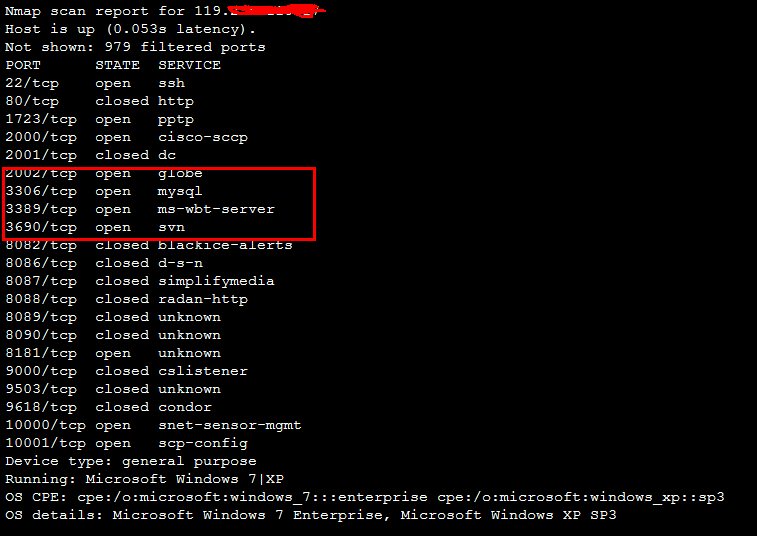 Nmap scan report for 119.
Host is up (0.053s latency).
Not shown: 979 filtered ports
PORT STATE SERVICE
22/tcp open ssh
80/tcp closed http
1723/tcp open pptp
2000/tcp open cisco-sccp
2001/tcp closed dc
2002/tcp open globe
3306/tcp open mysql
3389/tcp open ms-wbt-server
3690/tcp open svn
8082/tcp closed blackice-alerts
8086/tcp closed d-s-n
8087/tcp closed simplifymedia
8088/tcp closed radan-http
8089/tcp closed unknown
8090/tcp closed unknown
8181/tcp open unknown
9000/tcp closed cslistener
9503/tcp closed unknown
9618/tcp closed condor
10000/tcp open snet-sensor-mgmt
10001/tcp open scp-config
Device type: general purpose
Running: Microsoft Windows 7|XP
OS CPE: cpe:/o:microsoft:windows_7:::enterprise cpe:/o:microsoft:windows_xp::sp3
OS details: Microsoft Windows 7 Enterprise, Microsoft Windows XP SP3